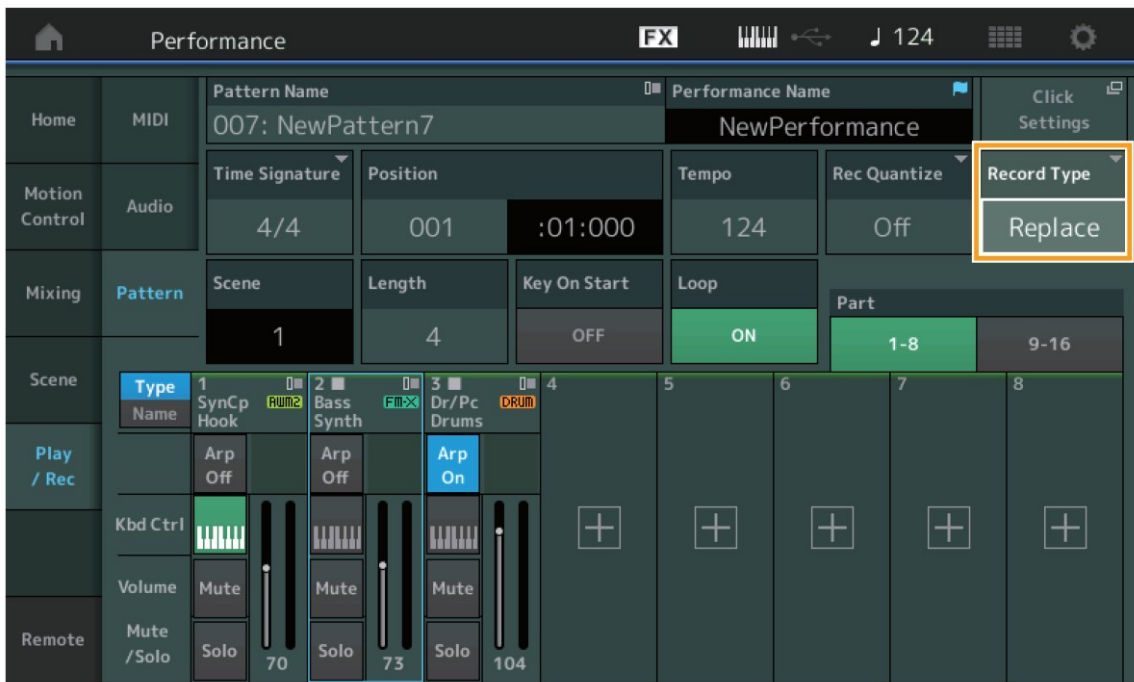 Performance
FX
♩ 124
Home
Motion
Control
Mixing
Scene
Play
/ Rec
Remote
MIDI
Audio
Pattern
Pattern Name
007: NewPattern7
Performance Name
NewPerformance
Click
Settings
Time Signature
4/4
Position
001
:01:000
Tempo
124
Rec Quantize
Off
Record Type
Replace
Scene
1
Length
4
Key On Start
OFF
Loop
ON
Part
1-8
9-16
Type
Name
Kbd Ctrl
Volume
Mute
/Solo
1
SynCp
AWM2
Hook
Arp
Off
Mute
Solo
70
2
Bass
FM-X
Synth
Arp
Off
Mute
Solo
73
3
Dr/Pc
DRUM
Drums
Arp
On
Mute
Solo
104
4
5
6
7
8